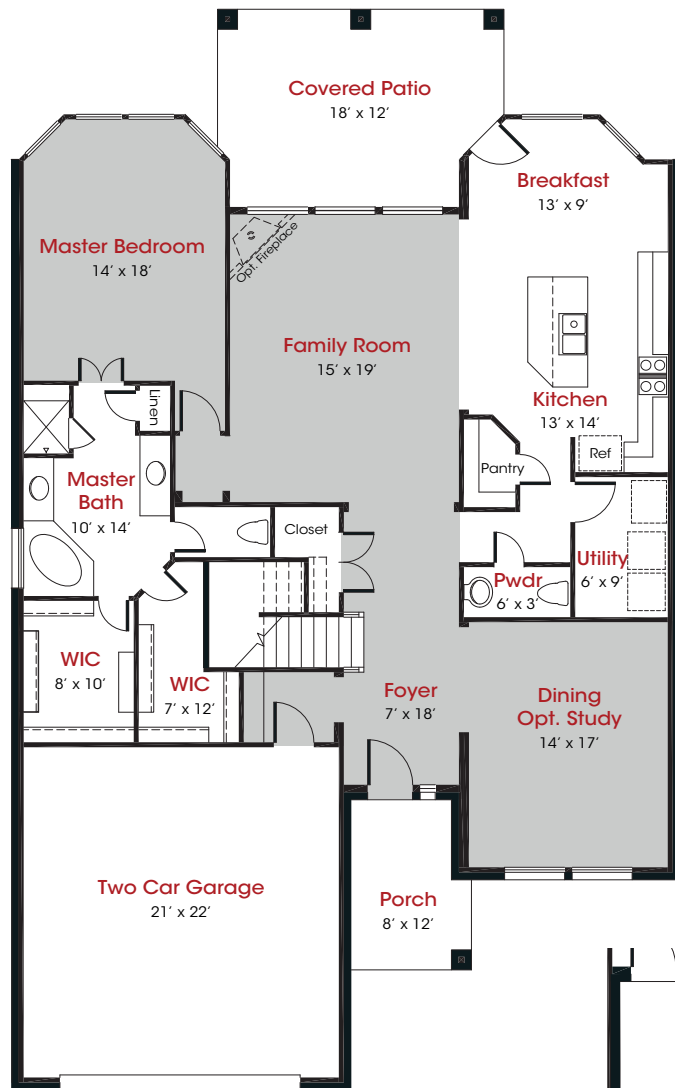 Covered Patio
18’ x 12’
Breakfast
13’ x 9’
Master Bedroom
14’ x 18’
Opt. Fireplace
Family Room
15’ x 19’
Linen
Kitchen
13’ x 14’
Ref
Pantry
Master
Bath
10’ x 14’
Closet
Utility
6’ x 9’
Pwdr
6’ x 3’
WIC
8’ x 10’
WIC
7’ x 12’
Foyer
7’ x 18’
Dining
Opt. Study
14’ x 17’
Two Car Garage
21’ x 22’
Porch
8’ x 12’